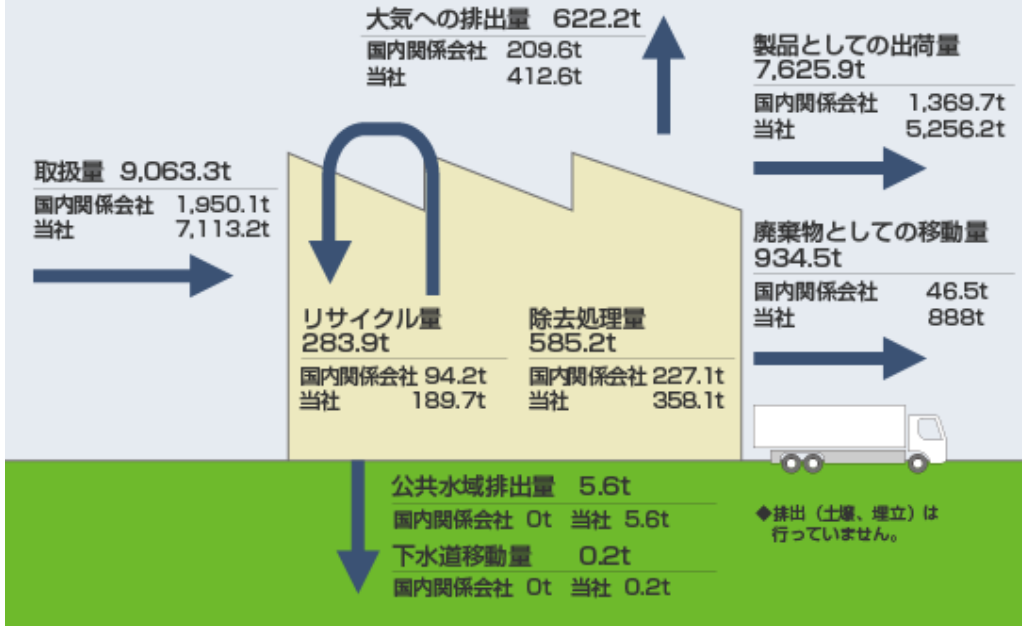 大気への排出量 622.2t
国内関係会社 209.6t
当社 412.6t
製品としての出荷量
7,625.9t
国内関係会社 1,369.7t
当社 5,256.2t
取扱量 9,063.3t
国内関係会社 1,950.1t
当社 7,113.2t
廃棄物としての移動量
934.5t
国内関係会社 46.5t
当社 888t
リサイクル量
283.9t
国内関係会社 94.2t
当社 189.7t
除去処理量
585.2t
国内関係会社 227.1t
当社 358.1t
公共水域排出量 5.6t
国内関係会社 0t 当社 5.6t
下水道移動量 0.2t
国内関係会社 0t 当社 0.2t
◆排出（土壌、埋立）は
行っていません。